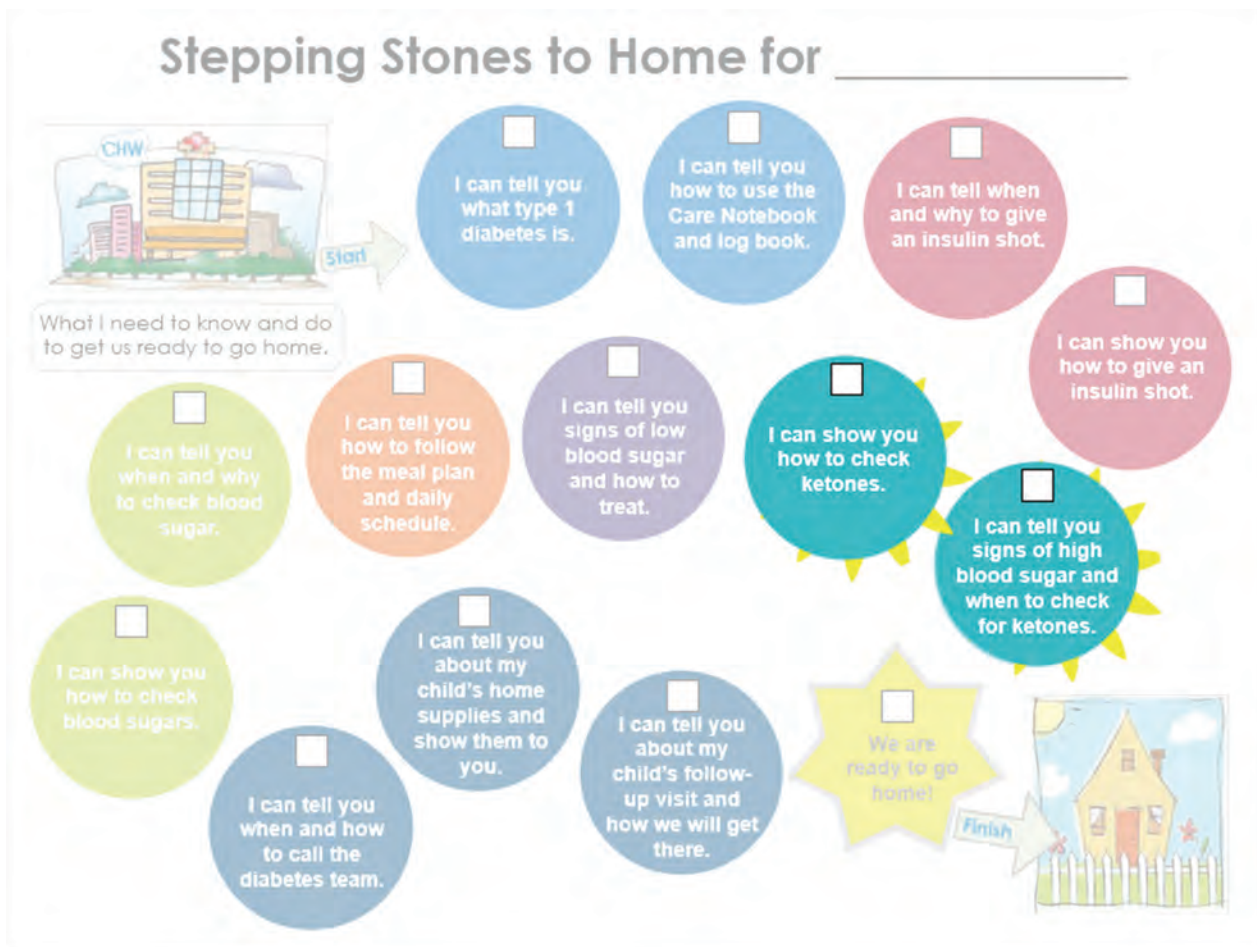 Stepping Stones to Home for ____________
CHW
Start
What I need to know and do
to get us ready to go home.
I can tell you
what type 1
diabetes is.
I can tell you
how to use the
Care Notebook
and log book.
I can tell when
and why to give
an insulin shot.
I can show you
how to give an
insulin shot.
I can tell you
signs of high
blood sugar and
when to check
for ketones.
I can show you
how to check
ketones.
I can tell you
signs of low
blood sugar
and how to
treat.
I can tell you
how to follow
the meal plan
and daily
schedule.
I can tell you
when and why
to check blood
sugar.
I can show you
how to check
blood sugars.
I can tell you
when and how
to call the
diabetes team.
I can tell you
about my
child's home
supplies and
show them to
you.
I can tell you
about my
child's follow-
up visit and
how we will get
there.
We are
ready to go
home!
Finish